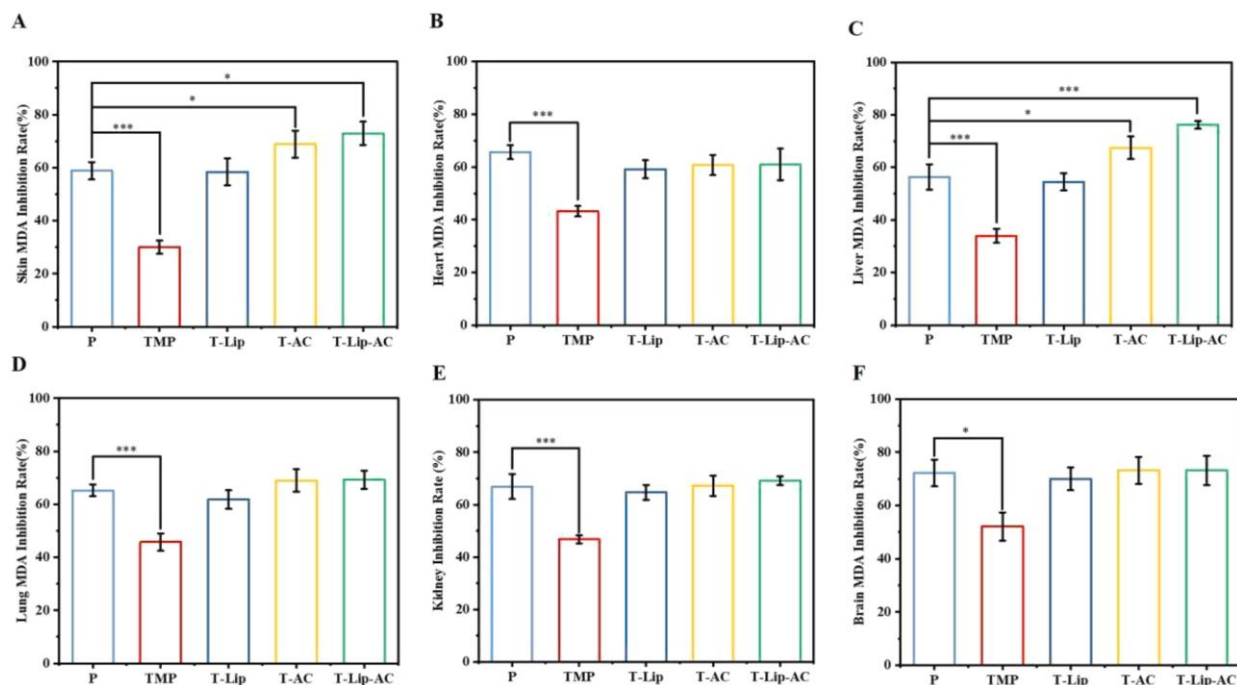 A
Skin MDA Inhibition Rate(%)
100
80
60
40
20
0
*
*
***
P TMP T-Lip T-AC T-Lip-AC
B
Heart MDA Inhibition Rate(%)
100
80
60
40
20
0
***
P TMP T-Lip T-AC T-Lip-AC
C
Liver MDA Inhibition Rate(%)
100
80
60
40
20
0
***
*
***
P TMP T-Lip T-AC T-Lip-AC
D
Lung MDA Inhibition Rate(%)
100
80
60
40
20
0
***
P TMP T-Lip T-AC T-Lip-AC
E
Kidney Inhibition Rate (%)
100
80
60
40
20
0
***
P TMP T-Lip T-AC T-Lip-AC
F
Brain MDA Inhibition Rate(%)
100
80
60
40
20
0
*
P TMP T-Lip T-AC T-Lip-AC